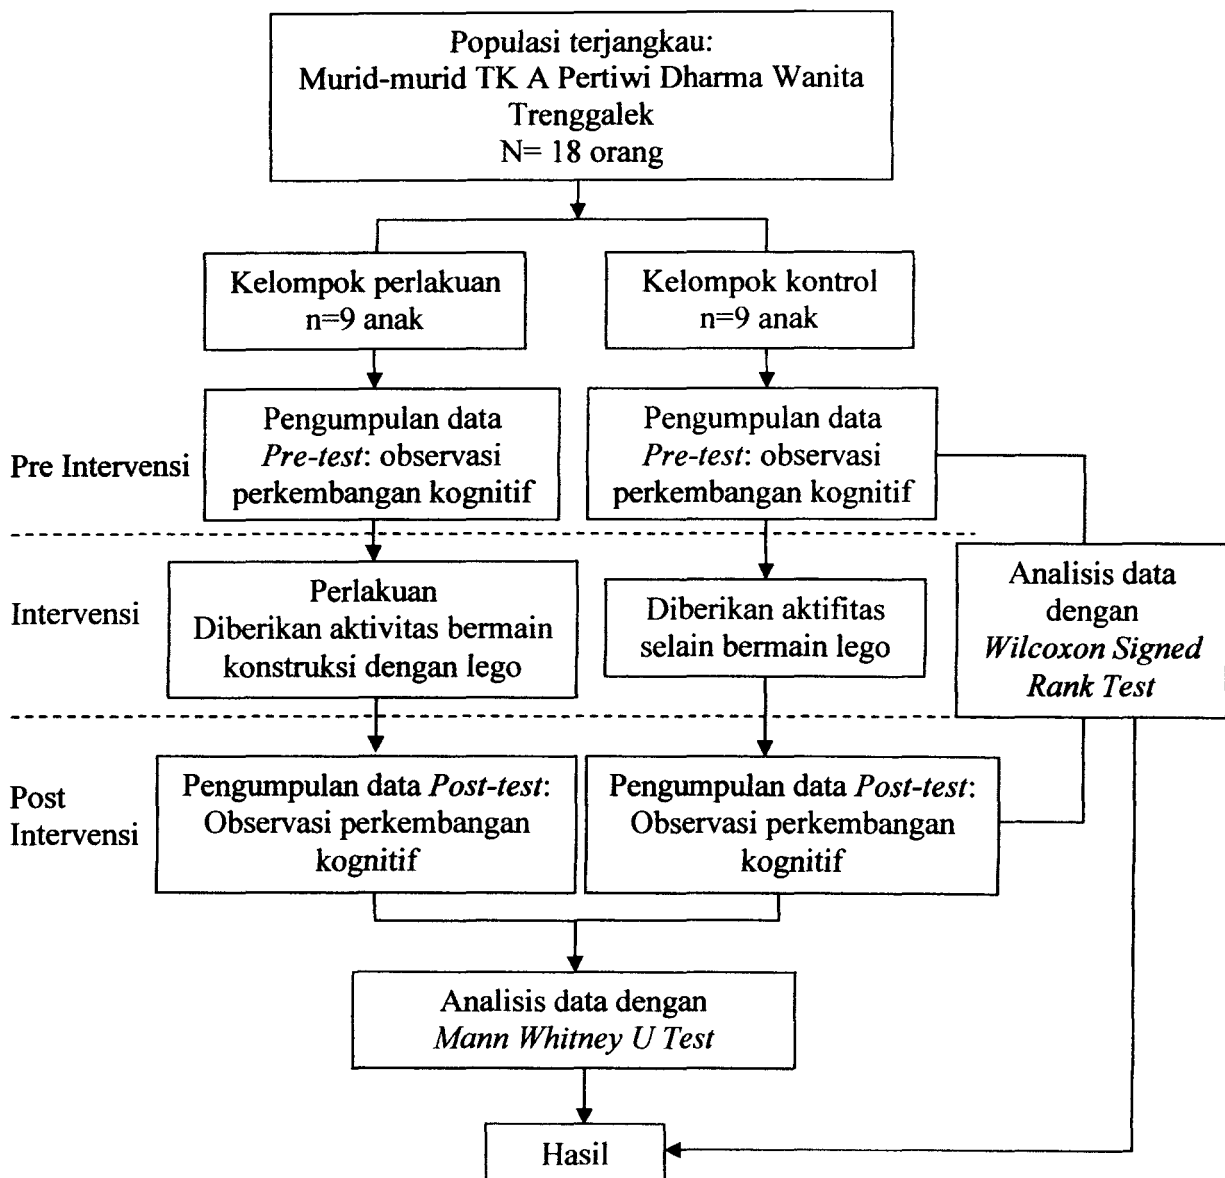 Populasi terjangkau:
Murid-murid TK A Pertiwi Dharma Wanita
Trenggalek
N= 18 orang
Kelompok perlakuan
n=9 anak
Kelompok kontrol
n=9 anak
Pre Intervensi
Pengumpulan data
Pre-test: observasi
perkembangan kognitif
Pengumpulan data
Pre-test: observasi
perkembangan kognitif
Intervensi
Perlakuan
Diberikan aktivitas bermain
konstruksi dengan lego
Diberikan aktifitas
selain bermain lego
Analisis data
dengan
Wilcoxon Signed
Rank Test
Post
Intervensi
Pengumpulan data Post-test:
Observasi perkembangan
kognitif
Pengumpulan data Post-test:
Observasi perkembangan
kognitif
Analisis data dengan
Mann Whitney U Test
Hasil